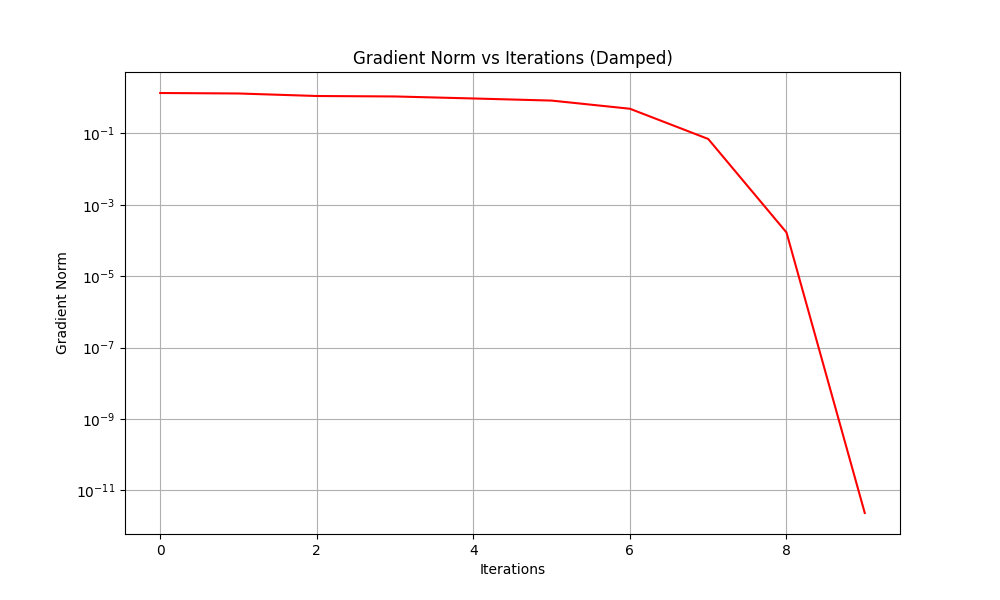 Gradient Norm vs Iterations (Damped)
Gradient Norm
10⁻¹
10⁻³
10⁻⁵
10⁻⁷
10⁻⁹
10⁻¹¹
0 2 4 6 8
Iterations